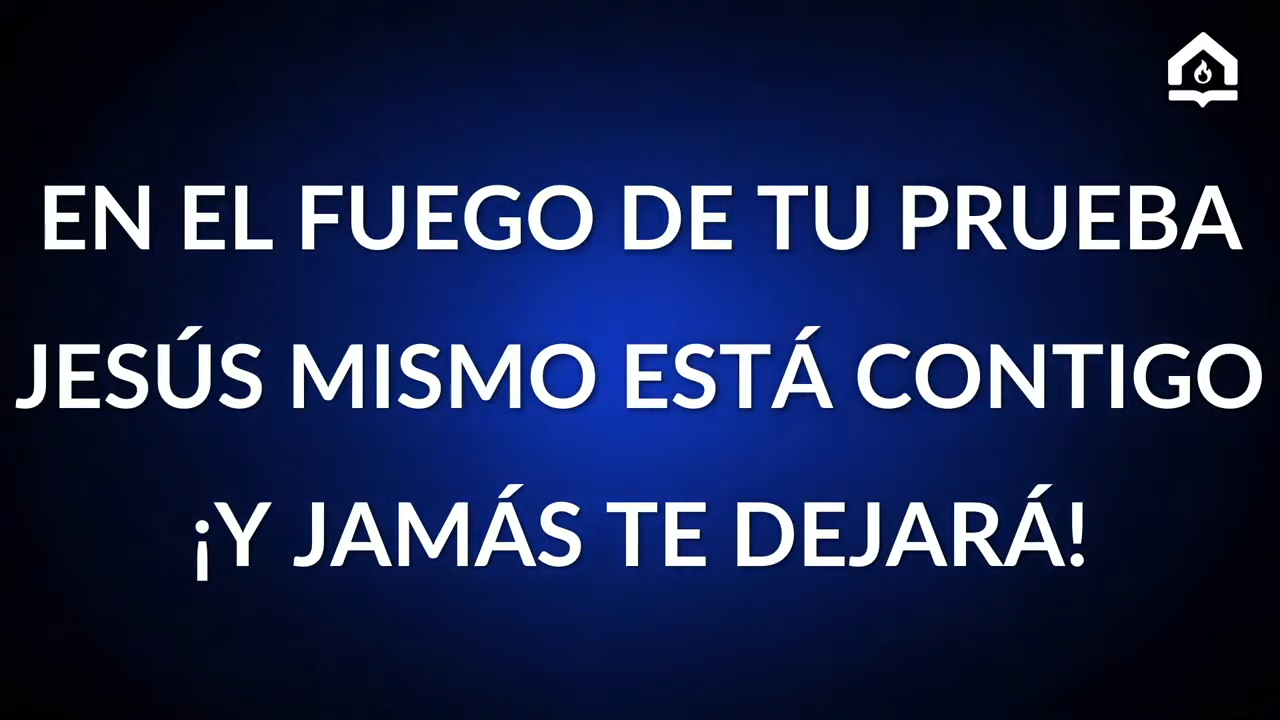 EN EL FUEGO DE TU PRUEBA
JESÚS MISMO ESTÁ CONTIGO
¡Y JAMÁS TE DEJARÁ!